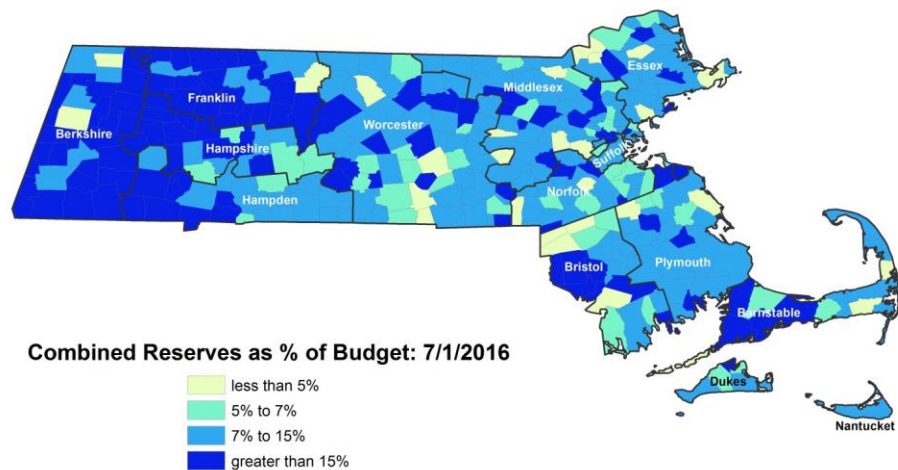 Essex
Middlesex
Franklin
Worcester
Berkshire
Hampshire
Suffolk
Norfolk
Hampden
Bristol
Plymouth
Barnstable
Combined Reserves as % of Budget: 7/1/2016
less than 5%
5% to 7%
7% to 15%
greater than 15%
Dukes
Nantucket